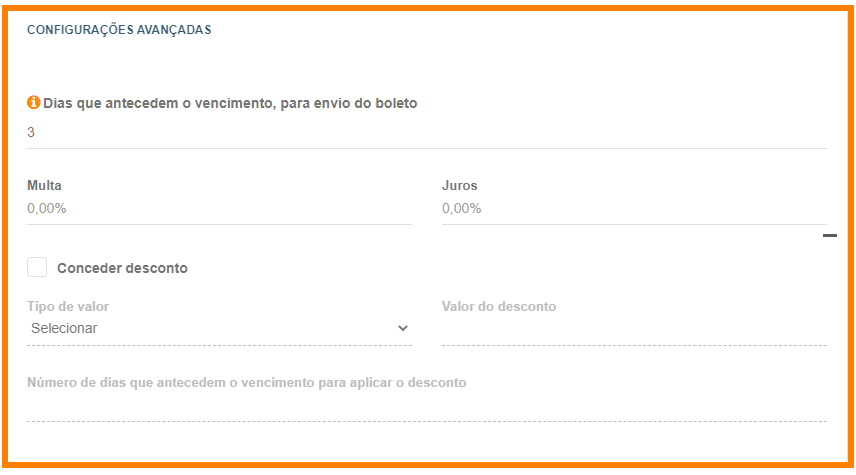 CONFIGURAÇÕES AVANÇADAS
Dias que antecedem o vencimento, para envio do boleto
3
Multa
Juros
0,00%
0,00%
Conceder desconto
Tipo de valor
Valor do desconto
Selecionar
Número de dias que antecedem o vencimento para aplicar o desconto